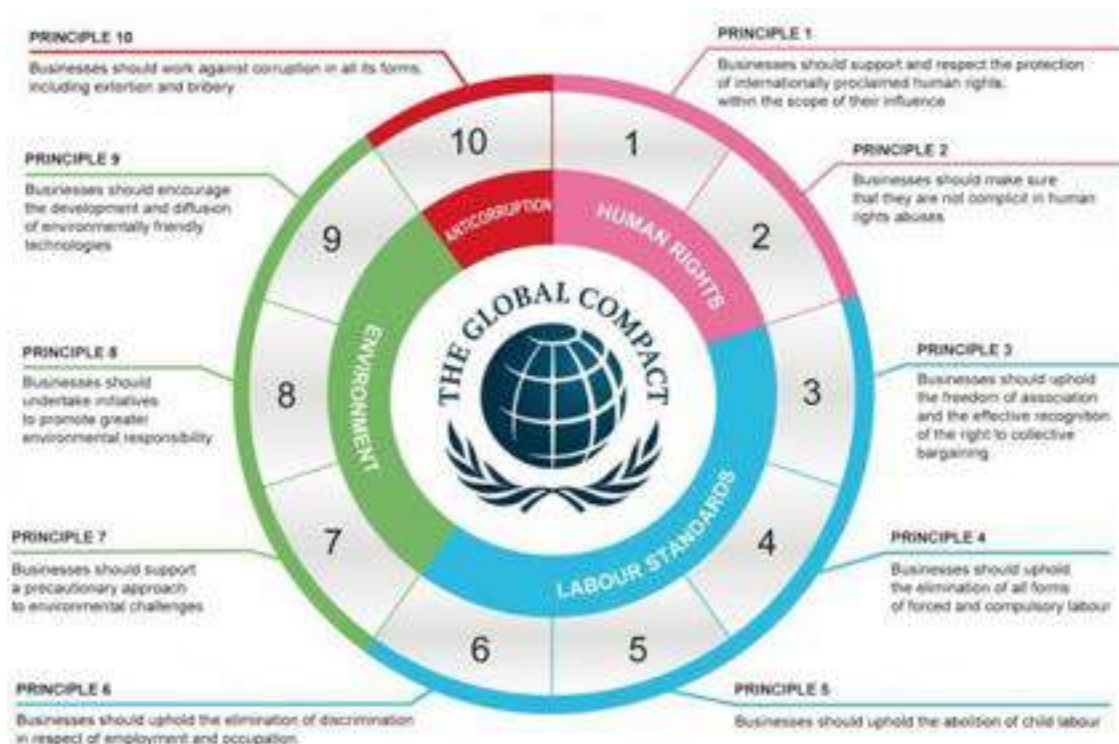 PRINCIPLE 10
Businesses should work against corruption in all its forms,
including extortion and bribery
PRINCIPLE 1
Businesses should support and respect the protection
of internationally proclaimed human rights,
within the scope of their influence
PRINCIPLE 2
Businesses should make sure
that they are not complicit in human
rights abuses
PRINCIPLE 3
Businesses should uphold
the freedom of association
and the effective recognition
of the right to collective
bargaining
PRINCIPLE 4
Businesses should uphold
the elimination of all forms
of forced and compulsory labour
PRINCIPLE 5
Businesses should uphold the abolition of child labour
PRINCIPLE 6
Businesses should uphold the elimination of discrimination
in respect of employment and occupation
PRINCIPLE 7
Businesses should support
a precautionary approach
to environmental challenges
PRINCIPLE 8
Businesses should
undertake initiatives
to promote greater
environmental responsibility
PRINCIPLE 9
Businesses should encourage
the development and diffusion
of environmentally friendly
technologies
1
2
3
4
5
6
7
8
9
10
HUMAN RIGHTS
LABOUR STANDARDS
ENVIRONMENT
ANTICORRUPTION
THE GLOBAL COMPACT